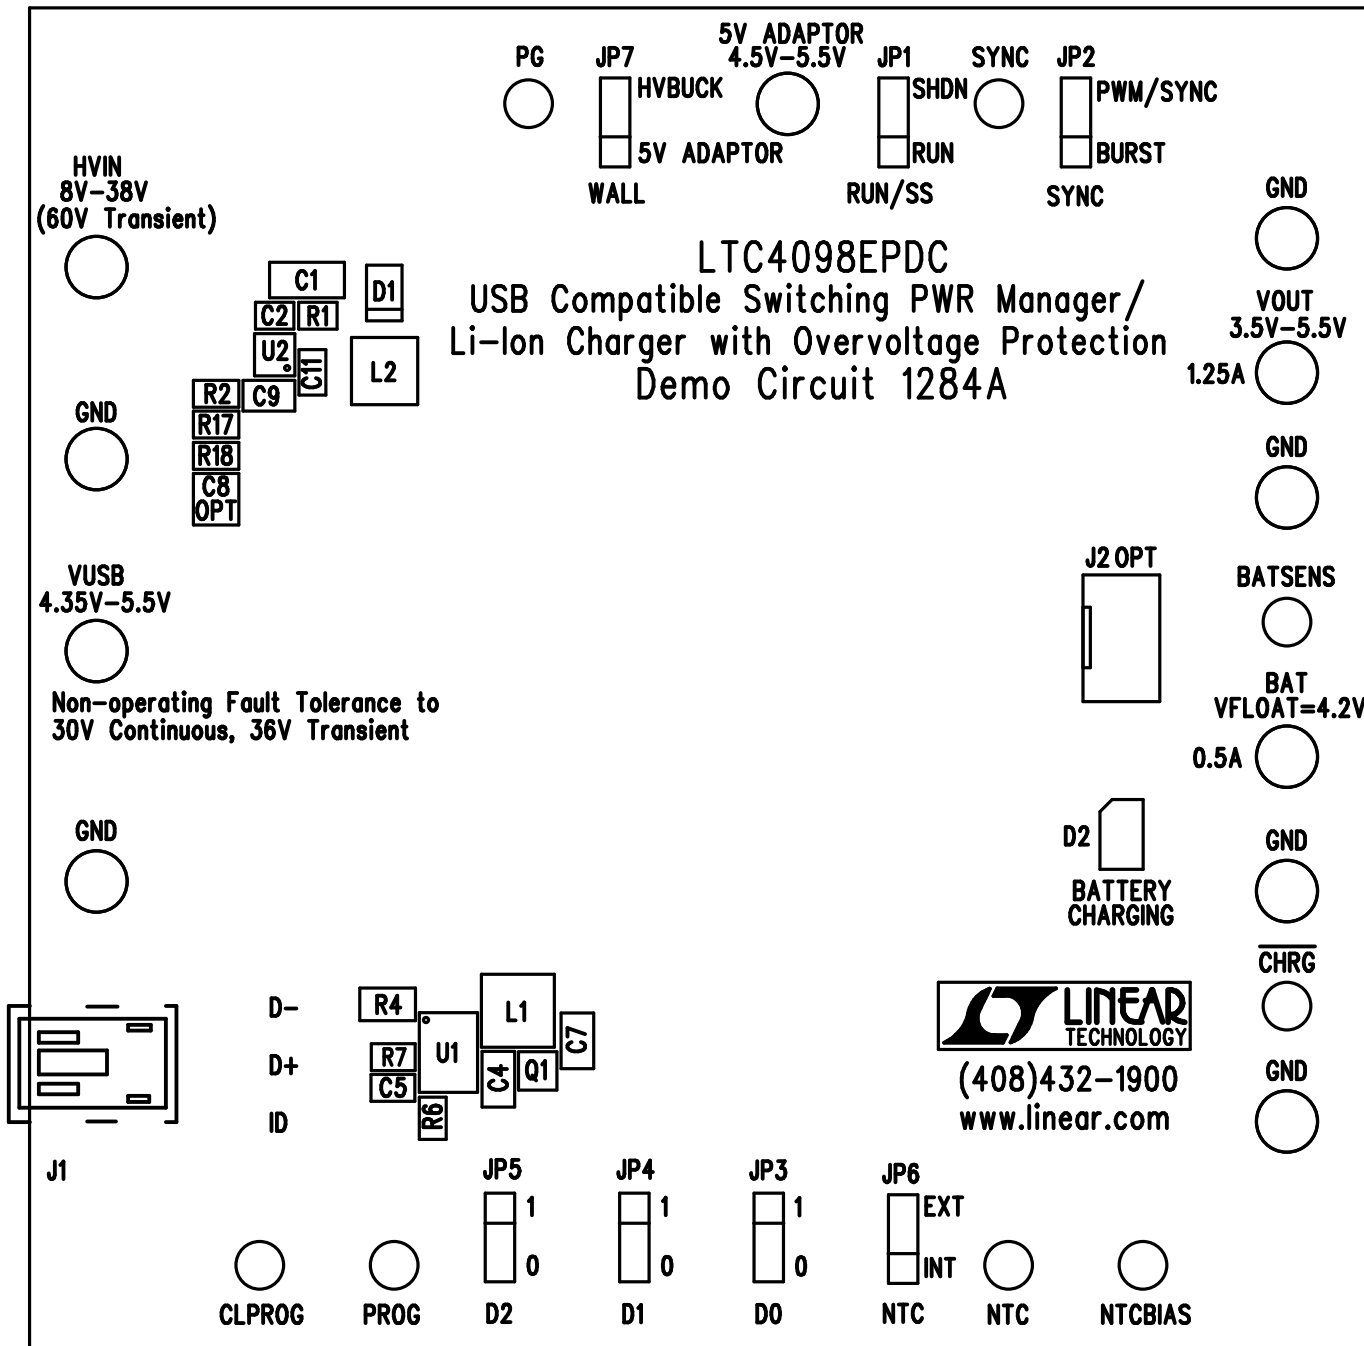 5V ADAPTOR
4.5V-5.5V
PG
JP7
JP1
SYNC
JP2
HVBUCK
5V ADAPTOR
WALL
SHDN
RUN
RUN/SS
PWM/SYNC
BURST
SYNC
HVIN
8V-38V
(60V Transient)
GND
LTC4098EPDC
USB Compatible Switching PWR Manager/
Li-Ion Charger with Overvoltage Protection
Demo Circuit 1284A
C1
D1
C2
R1
U2
C11
L2
R2
C9
R17
R18
C8
OPT
GND
VOUT
3.5V-5.5V
1.25A
GND
VUSB
4.35V-5.5V
Non-operating Fault Tolerance to
30V Continuous, 36V Transient
J2 OPT
BATSENS
BAT
VFLOAT=4.2V
0.5A
GND
D2
BATTERY
CHARGING
GND
CHRG
D-
D+
ID
J1
R4
L1
U1
R7
C5
R6
C4
Q1
C7
LINEAR
TECHNOLOGY
(408)432-1900
www.linear.com
GND
JP5
1
0
D2
JP4
1
0
D1
JP3
1
0
D0
JP6
EXT
INT
NTC
CLPROG
PROG
NTC
NTCBIAS